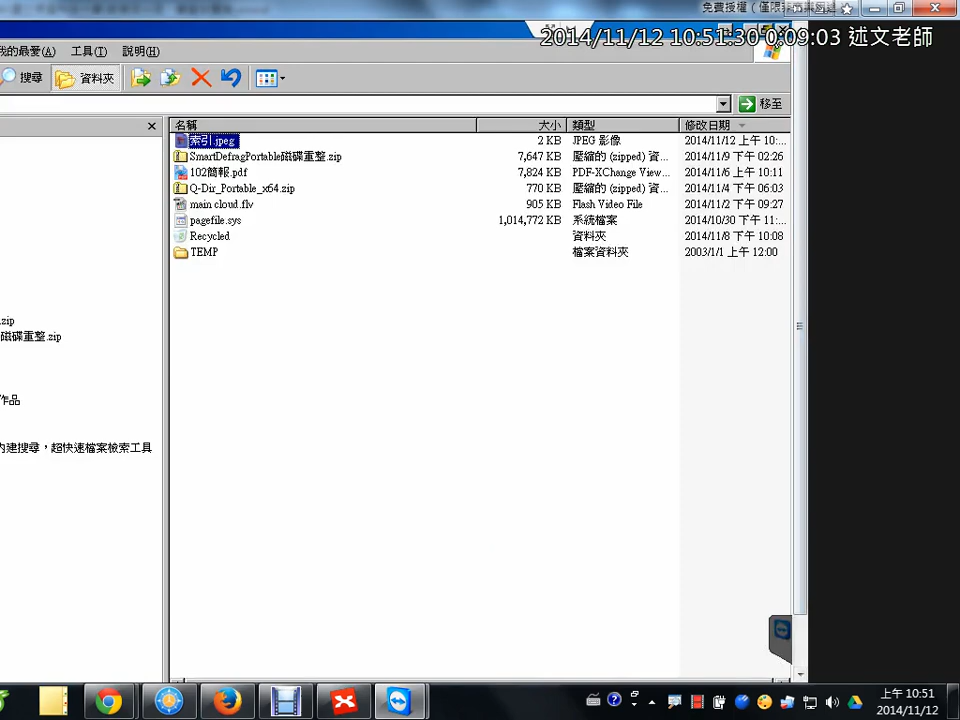 2014/11/12 10:51:30 0:09:03 述文老師
我的最愛(A) 工具(T) 說明(H)
搜尋 資料夾
移至
名稱 大小 類型 修改日期
索引.jpeg 2 KB JPEG 影像 2014/11/12 上午 10:...
SmartDefragPortable磁碟重整.zip 7,647 KB 壓縮的 (zipped) 資... 2014/11/9 下午 02:26
102簡報.pdf 7,824 KB PDF-XChange View... 2014/11/6 上午 10:11
Q-Dir_Portable_x64.zip 770 KB 壓縮的 (zipped) 資... 2014/11/4 下午 06:03
main cloud.flv 905 KB Flash Video File 2014/11/2 下午 09:27
pagefile.sys 1,014,772 KB 系統檔案 2014/10/30 下午 11:...
Recycled 資料夾 2014/11/8 下午 10:08
TEMP 檔案資料夾 2003/1/1 上午 12:00
.zip
磁碟重整.zip
作品
內建搜尋，超快速檔案檢索工具
上午 10:51
2014/11/12